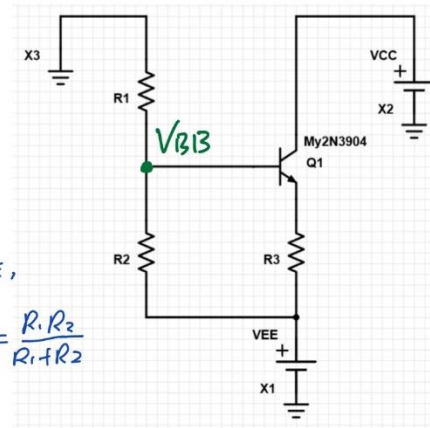 X3
R1
VCC
+
X2
VBB
My2N3904
Q1
R2
R3
,
= R1R2 / R1+R2
VEE
+
X1